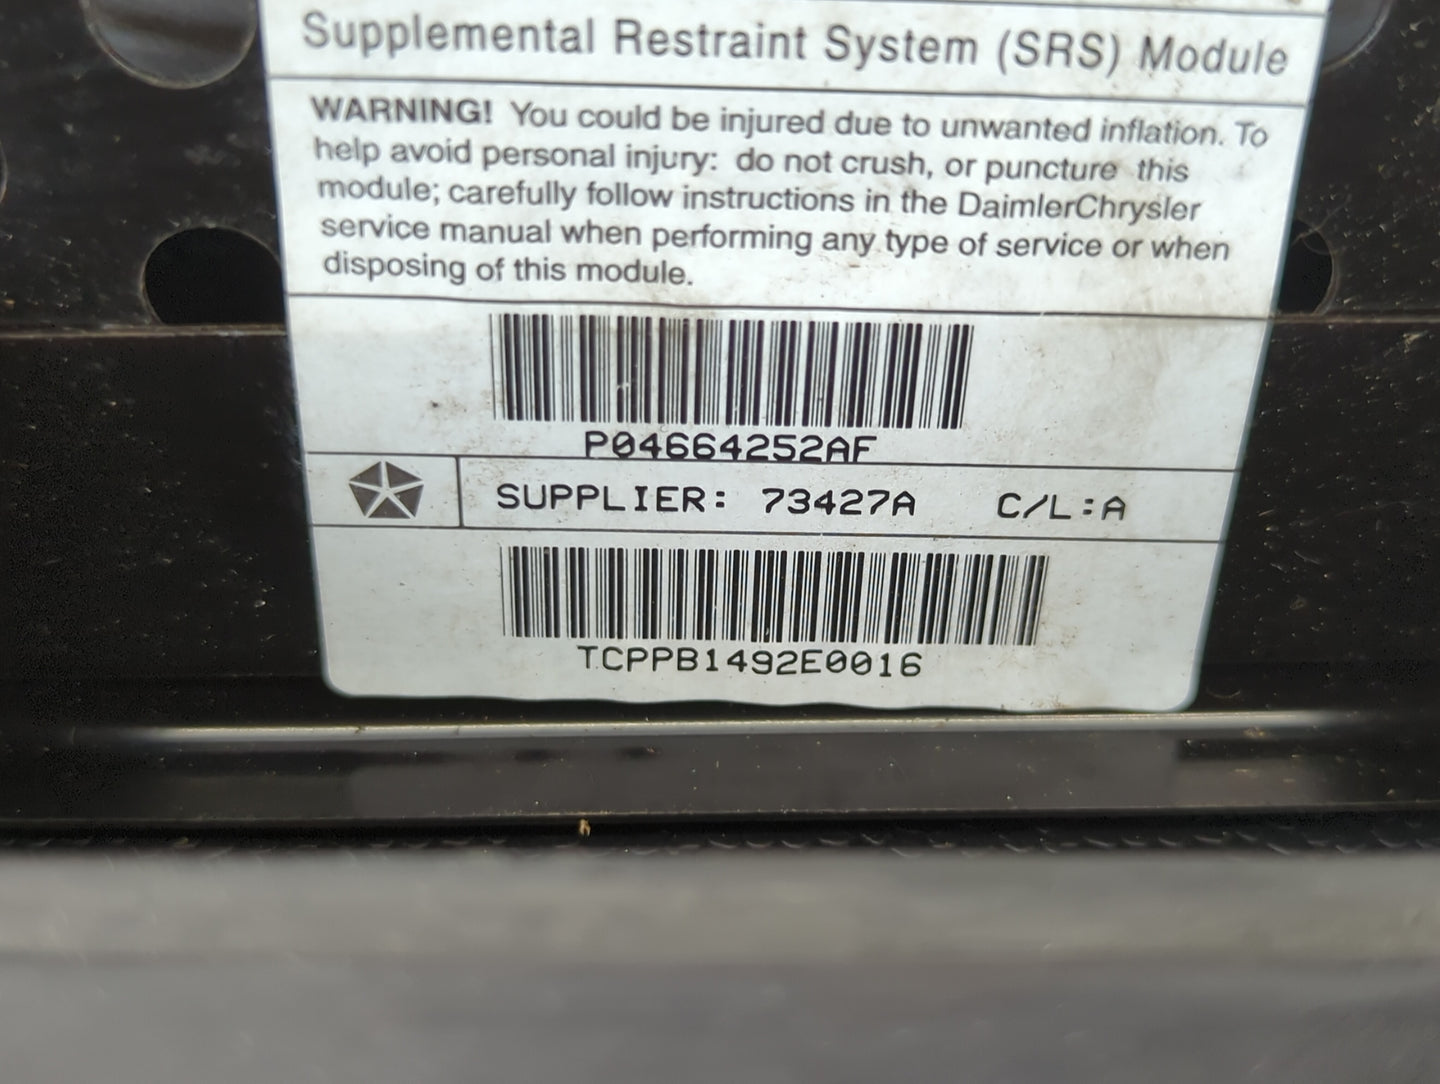 Supplemental Restraint System (SRS) Module
WARNING! You could be injured due to unwanted inflation. To
help avoid personal injury: do not crush, or puncture this
module; carefully follow instructions in the DaimlerChrysler
service manual when performing any type of service or when
disposing of this module.
P04664252AF
SUPPLIER: 73427A C/L:A
TCPPB1492E0016